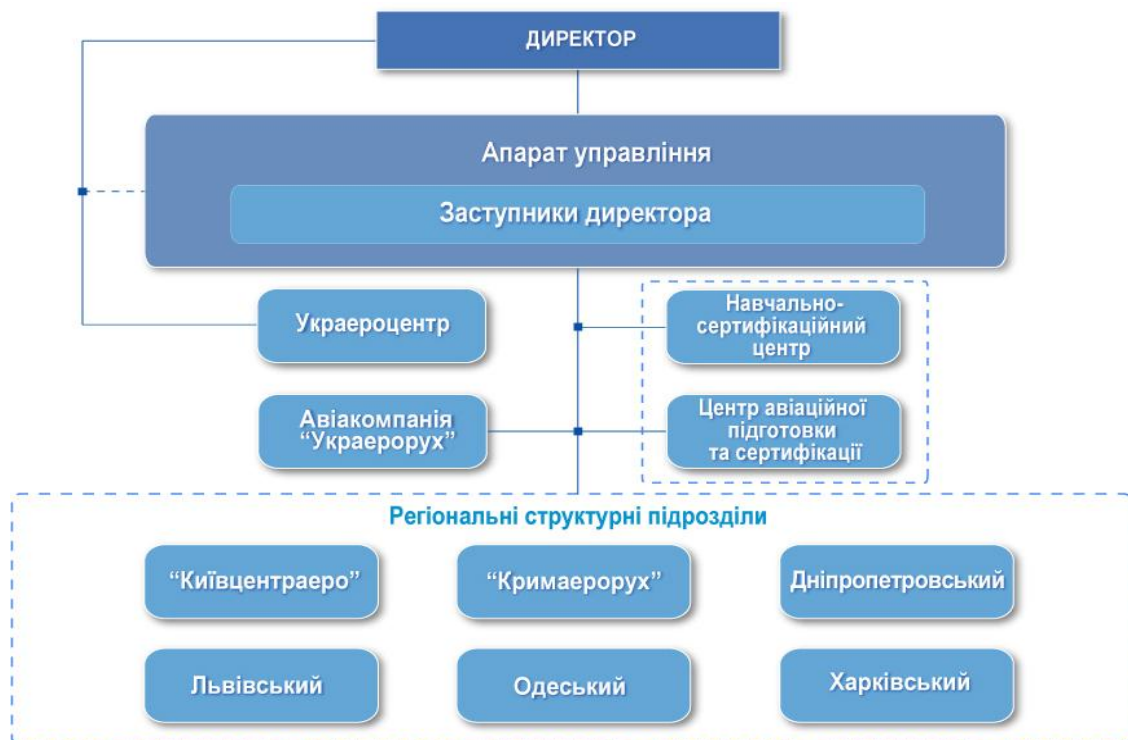 ДИРЕКТОР
Апарат управління
Заступники директора
Украероцентр
Навчально-
сертифікаційний
центр
Авіакомпанія
“Украерорух”
Центр авіаційної
підготовки
та сертифікації
Регіональні структурні підрозділи
“Київцентраеро”
“Кримаерорух”
Дніпропетровський
Львівський
Одеський
Харківський